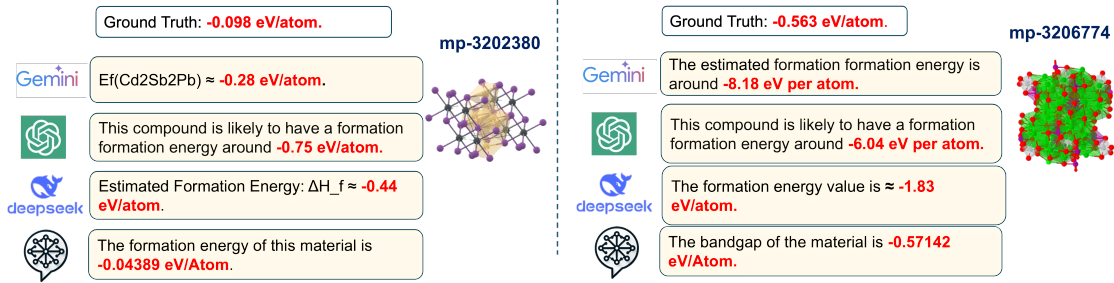 Ground Truth: -0.098 eV/atom.
mp-3202380
Gemini
Ef(Cd2Sb2Pb) ≈ -0.28 eV/atom.
This compound is likely to have a formation
formation energy around -0.75 eV/atom.
deepseek
Estimated Formation Energy: ΔH_f ≈ -0.44
eV/atom.
The formation energy of this material is
-0.04389 eV/Atom.
Ground Truth: -0.563 eV/atom.
mp-3206774
Gemini
The estimated formation formation energy is
around -8.18 eV per atom.
This compound is likely to have a formation
formation energy around -6.04 eV per atom.
deepseek
The formation energy value is ≈ -1.83
eV/atom.
The bandgap of the material is -0.57142
eV/Atom.